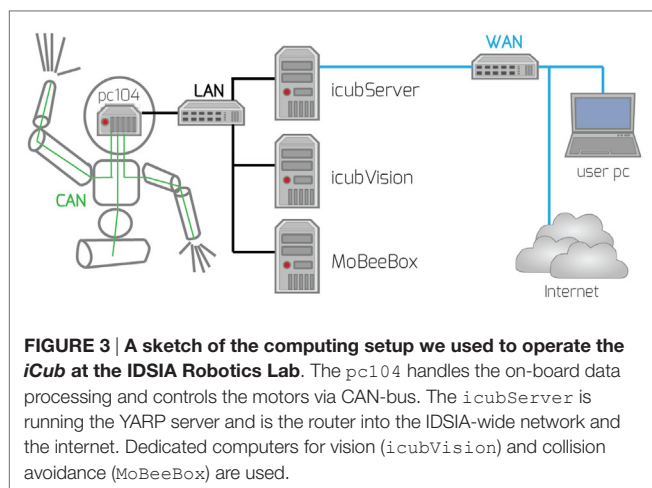 WAN
LAN
pc104
icubServer
CAN
icubVision
user pc
MoBeeBox
Internet
FIGURE 3 | A sketch of the computing setup we used to operate the
iCub at the IDSIA Robotics Lab. The pc104 handles the on-board data
processing and controls the motors via CAN-bus. The icubServer is
running the YARP server and is the router into the IDSIA-wide network and
the internet. Dedicated computers for vision (icubVision) and collision
avoidance (MoBeeBox) are used.